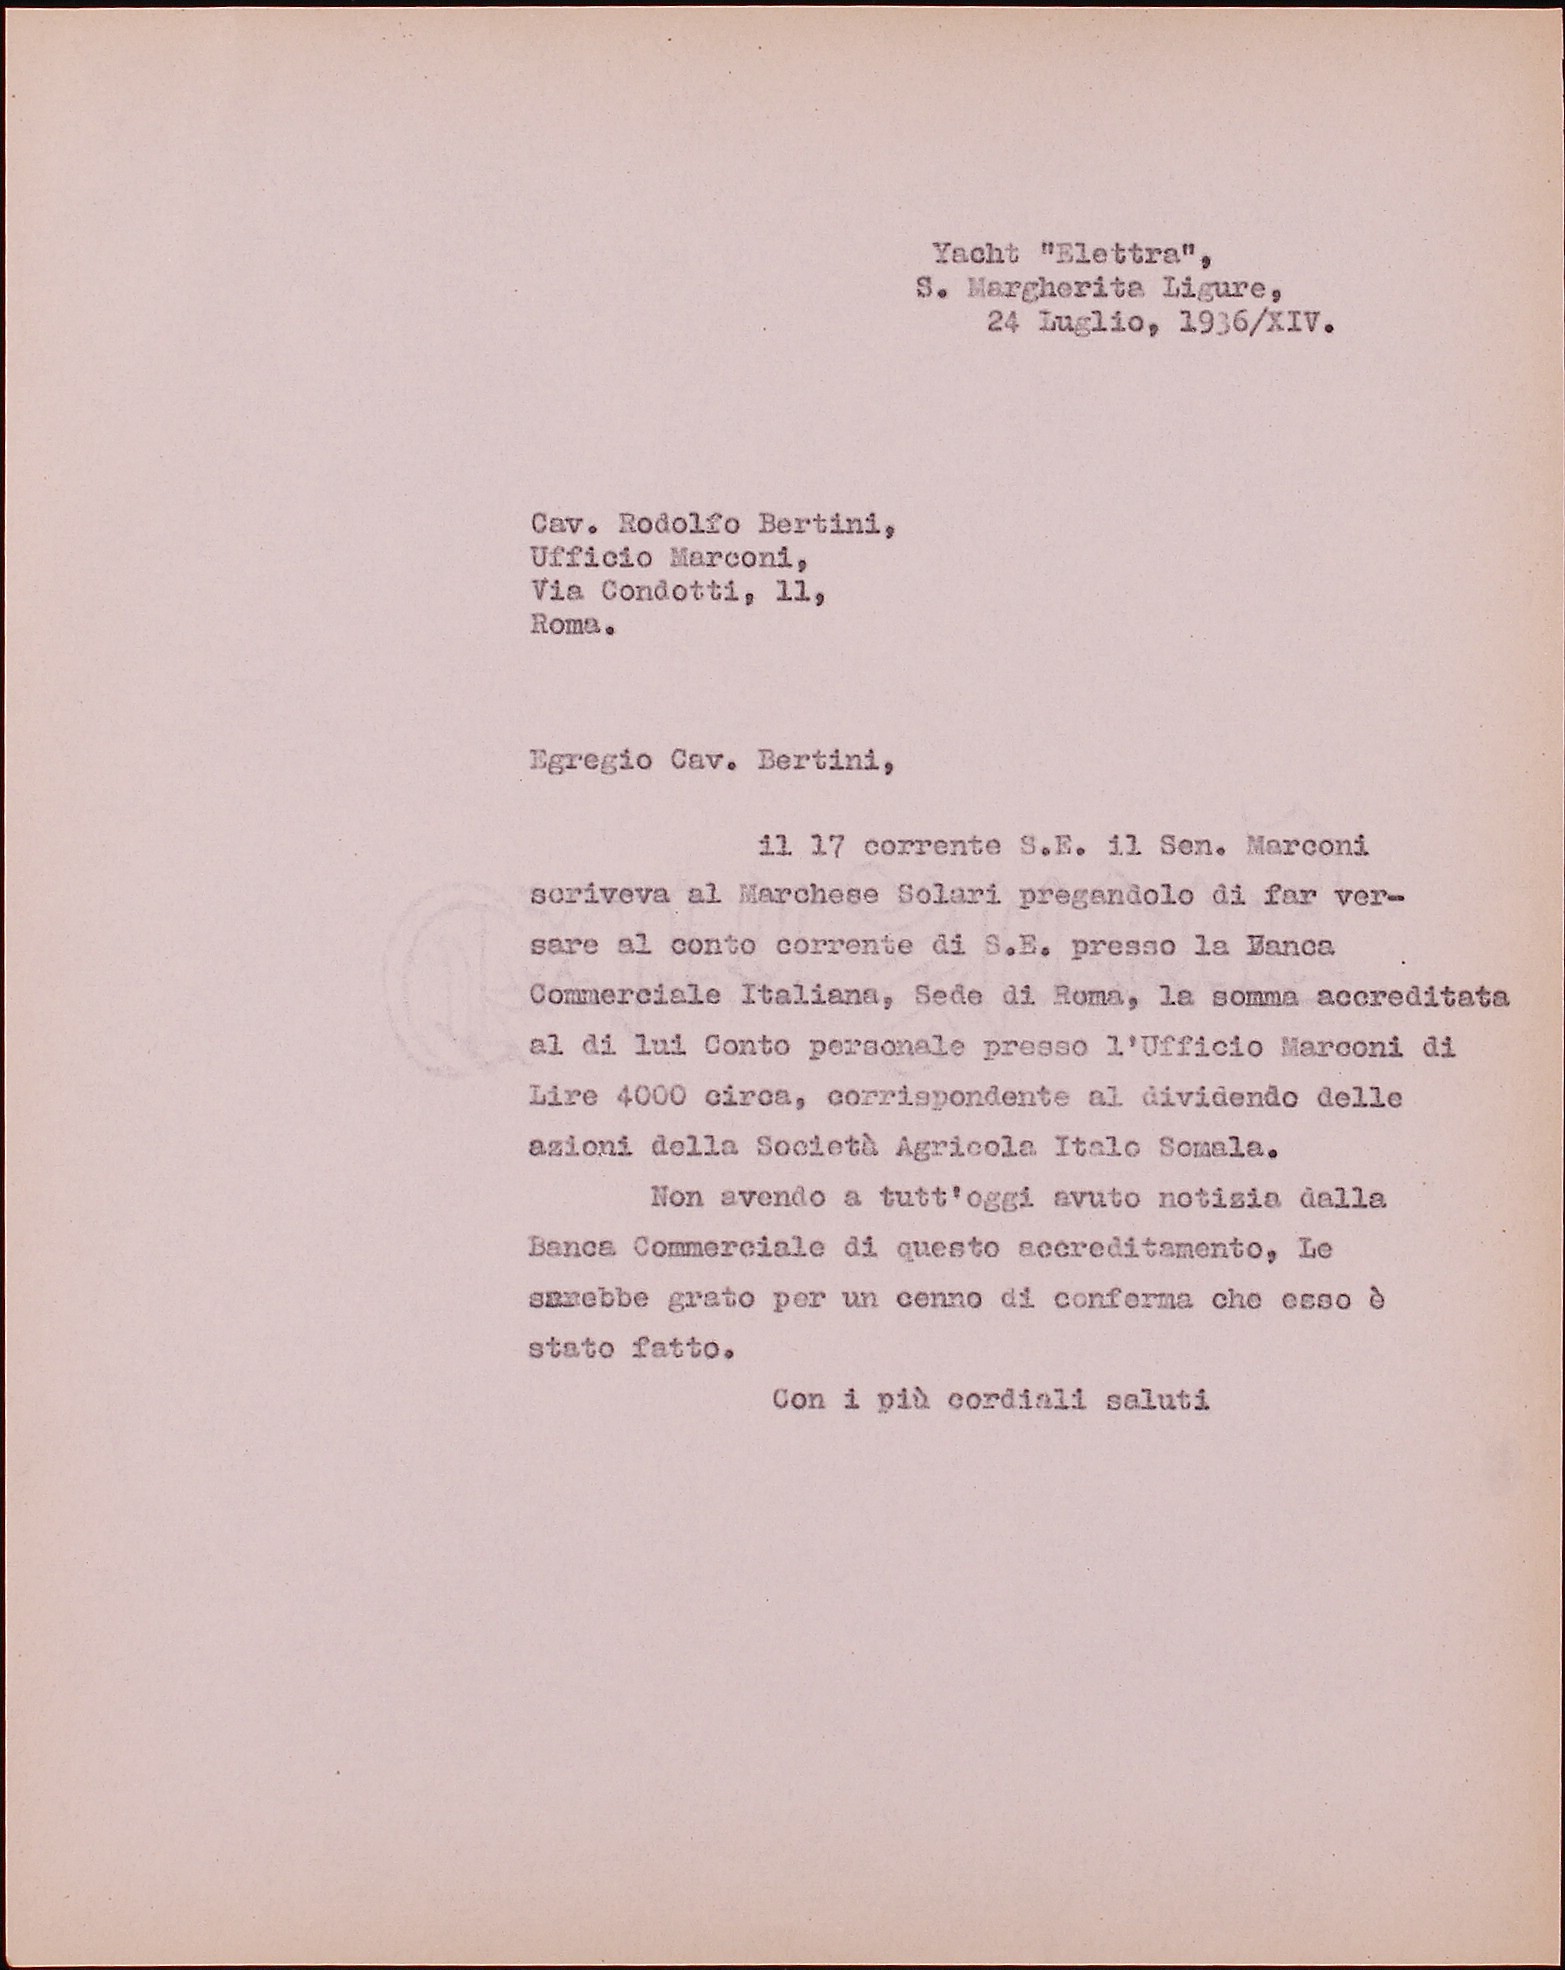 Yacht "Elettra",
S. Margherita Ligure,
24 Luglio, 1936/XIV.
Cav. Rodolfo Bertini,
Ufficio Marconi,
Via Condotti, 11,
Roma.
Egregio Cav. Bertini,
il 17 corrente S.E. il Sen. Marconi
scriveva al Marchese Solari pregandolo di far ver-
sare al conto corrente di S.E. presso la Banca
Commerciale Italiana, Sede di Roma, la somma accreditata
al di lui Conto personale presso l'Ufficio Marconi di
Lire 4000 circa, corrispondente al dividendo delle
azioni della Società Agricola Italo Somala.
Non avendo a tutt'oggi avuto notizia dalla
Banca Commerciale di questo accreditamento, Le
sarebbe grato per un cenno di conferma che esso è
stato fatto.
Con i più cordiali saluti